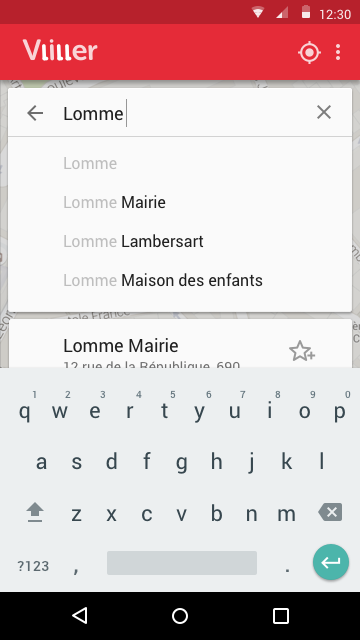 12:30
Vliller
Lomme
Lomme
Lomme Mairie
Lomme Lambersart
Lomme Maison des enfants
Lomme Mairie
12 rue de la République, 690
1 2 3 4 5 6 7 8 9 0
q w e r t y u i o p
a s d f g h j k l
z x c v b n m
?123 , .